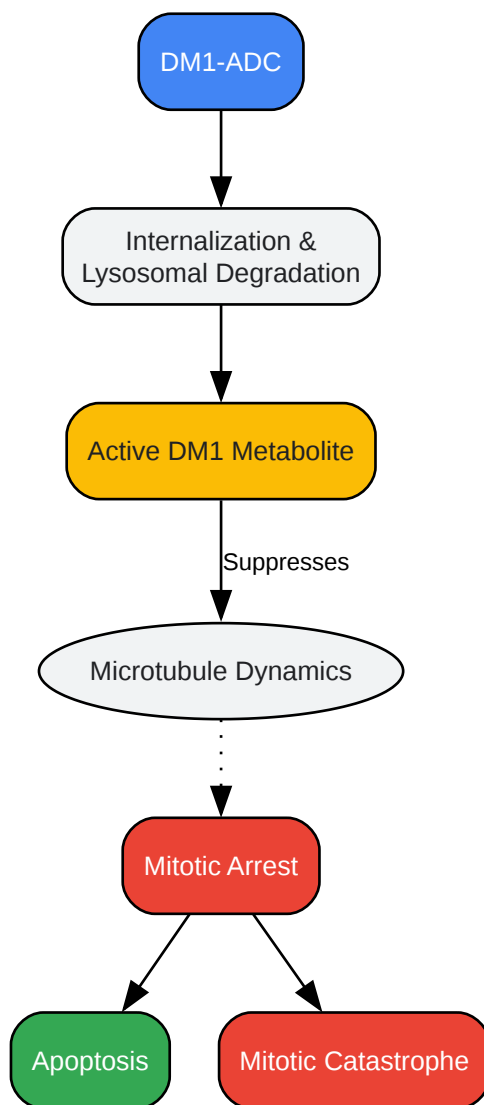 DM1-ADC
Internalization &
Lysosomal Degradation
Active DM1 Metabolite
Suppresses
Microtubule Dynamics
Mitotic Arrest
Apoptosis
Mitotic Catastrophe